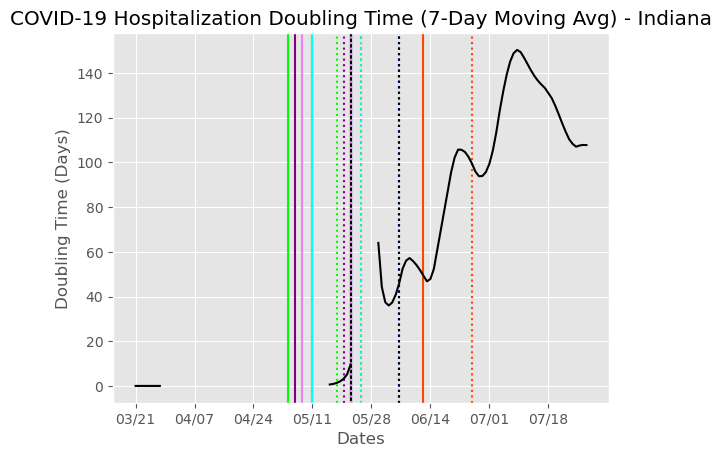 COVID-19 Hospitalization Doubling Time (7-Day Moving Avg) - Indiana
Doubling Time (Days)
140
120
100
80
60
40
20
0
03/21 04/07 04/24 05/11 05/28 06/14 07/01 07/18
Dates